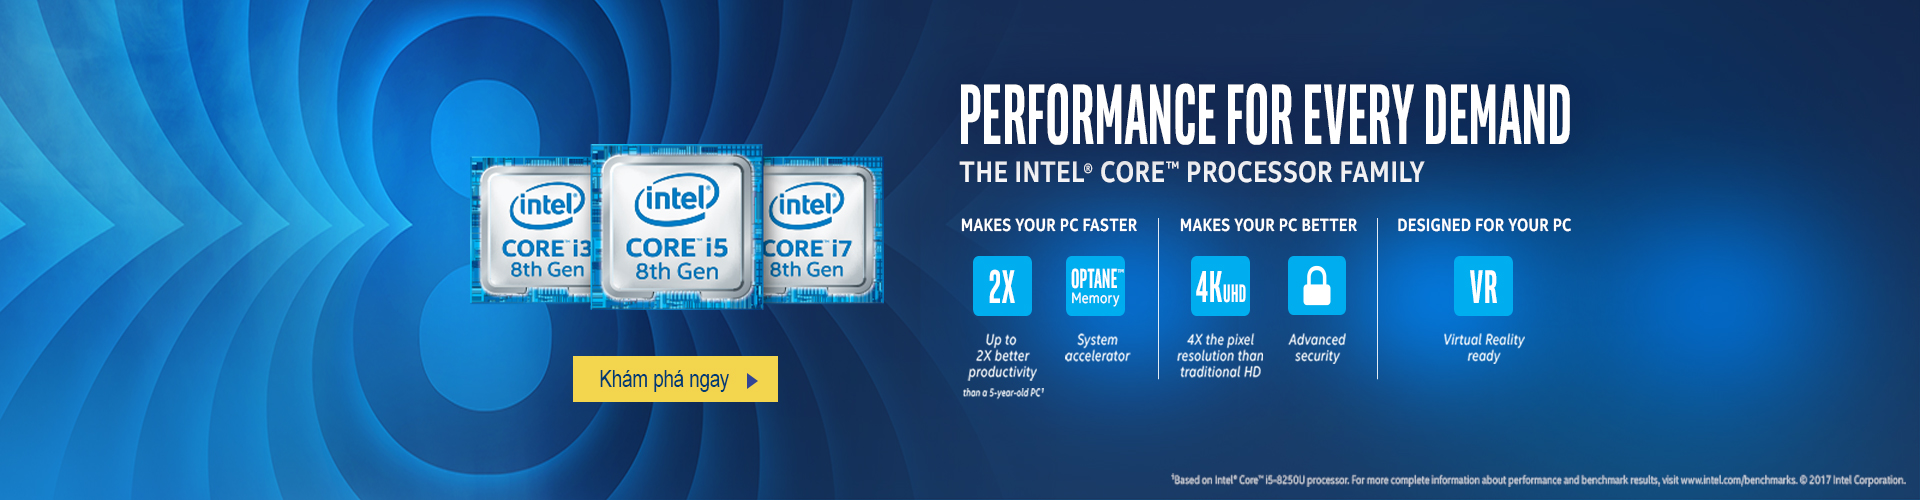 8
intel®
CORE™ i3
8th Gen
intel®
CORE™ i5
8th Gen
intel®
CORE™ i7
8th Gen
Khám phá ngay
PERFORMANCE FOR EVERY DEMAND
THE INTEL® CORE™ PROCESSOR FAMILY
MAKES YOUR PC FASTER
2X
Up to
2X better
productivity
than a 5-year-old PC¹
OPTANE™
Memory
System
accelerator
MAKES YOUR PC BETTER
4K UHD
4X the pixel
resolution than
traditional HD
Advanced
security
DESIGNED FOR YOUR PC
VR
Virtual Reality
ready
¹Based on Intel® Core™ i5-8250U processor. For more complete information about performance and benchmark results, visit www.intel.com/benchmarks. © 2017 Intel Corporation.